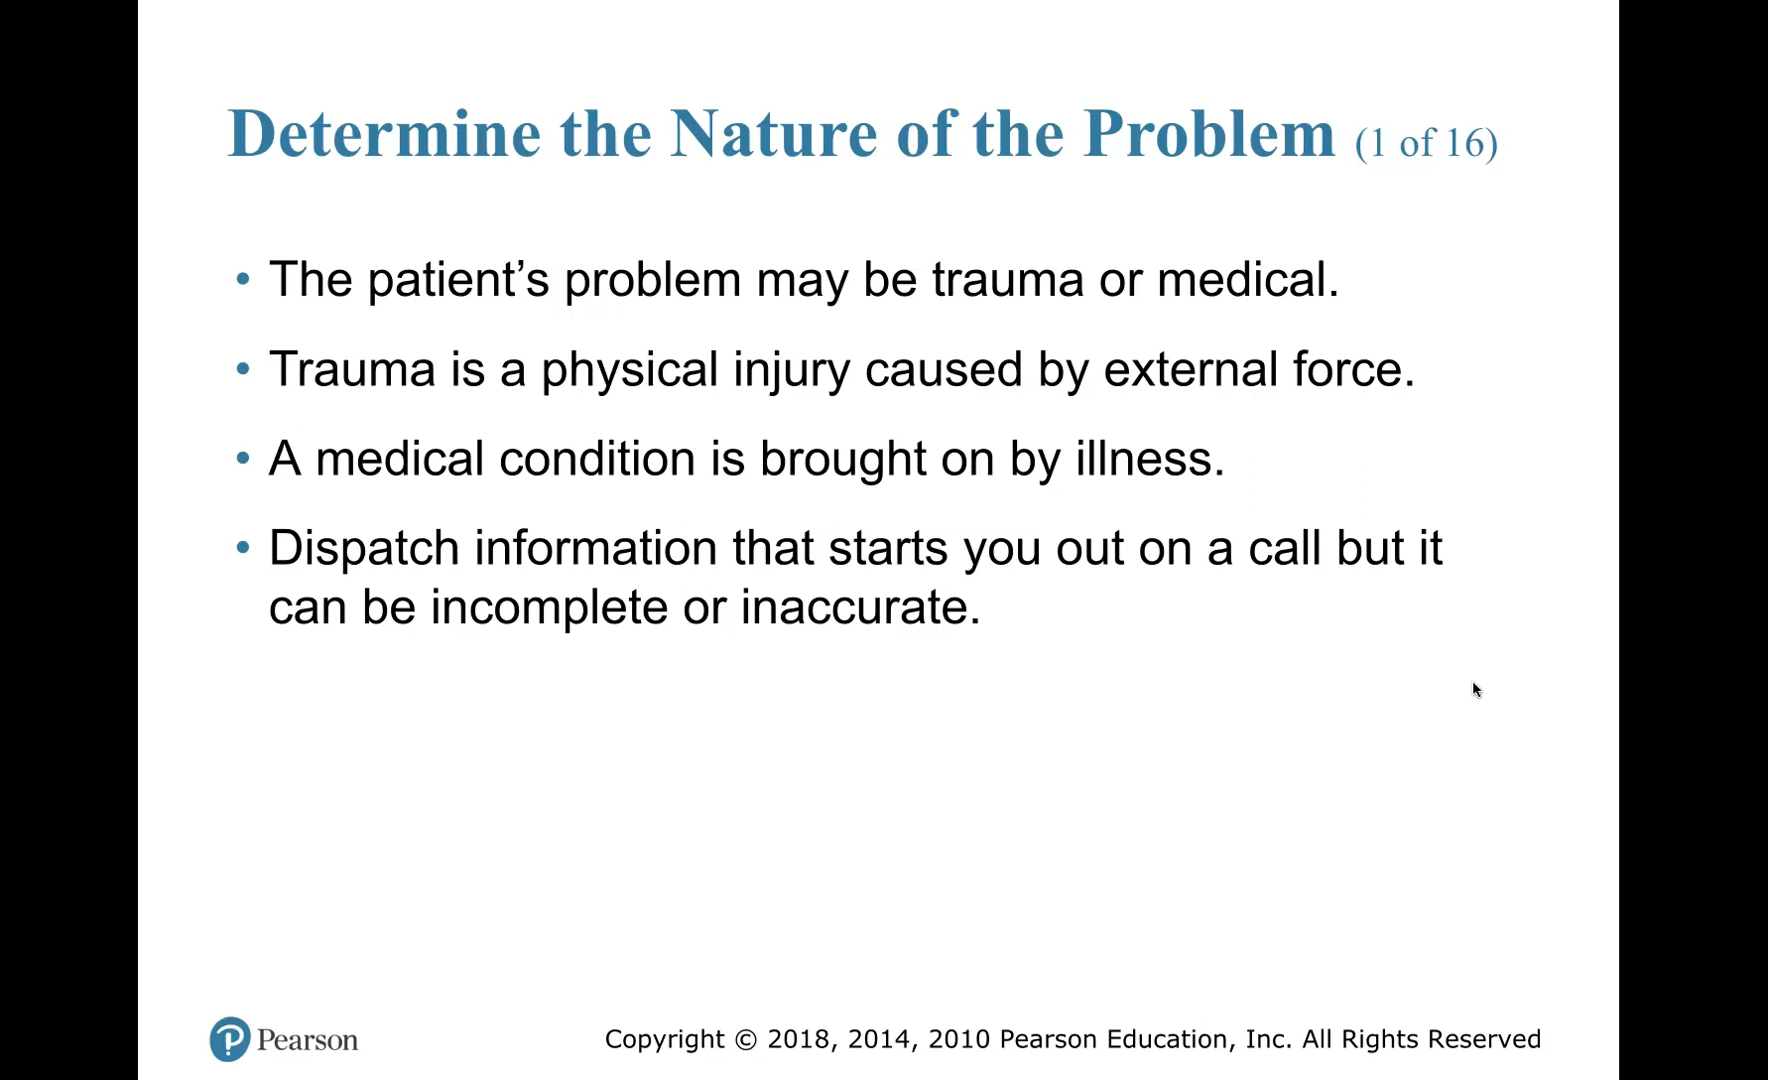 Determine the Nature of the Problem (1 of 16)
• The patient’s problem may be trauma or medical.
• Trauma is a physical injury caused by external force.
• A medical condition is brought on by illness.
• Dispatch information that starts you out on a call but it
can be incomplete or inaccurate.
Pearson
Copyright © 2018, 2014, 2010 Pearson Education, Inc. All Rights Reserved